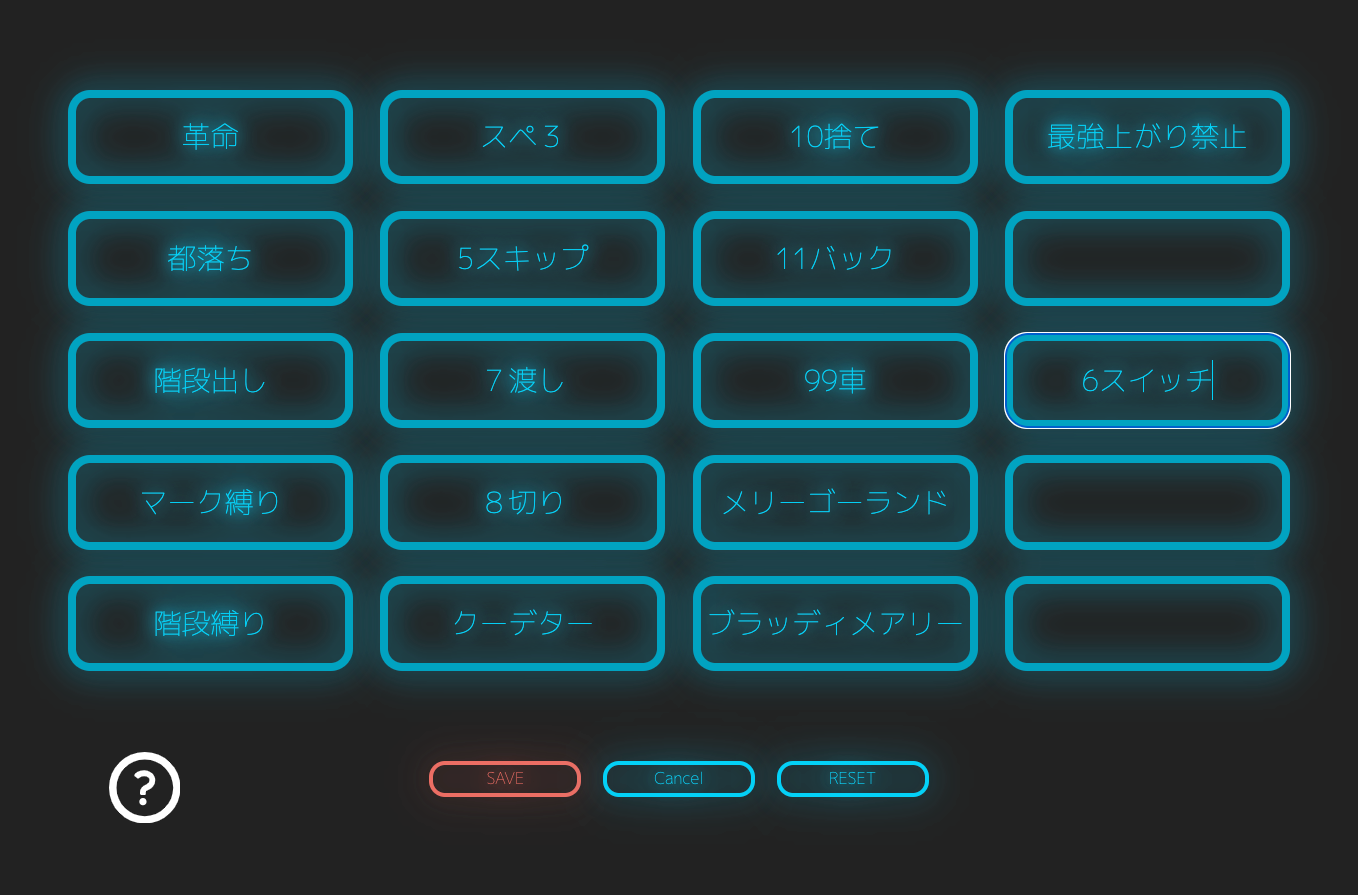 革命
スペ３
10捨て
最強上がり禁止
都落ち
5スキップ
11バック
階段出し
７渡し
99車
6スイッチ
マーク縛り
８切り
メリーゴーランド
階段縛り
クーデター
ブラッディメアリー
?
SAVE
Cancel
RESET